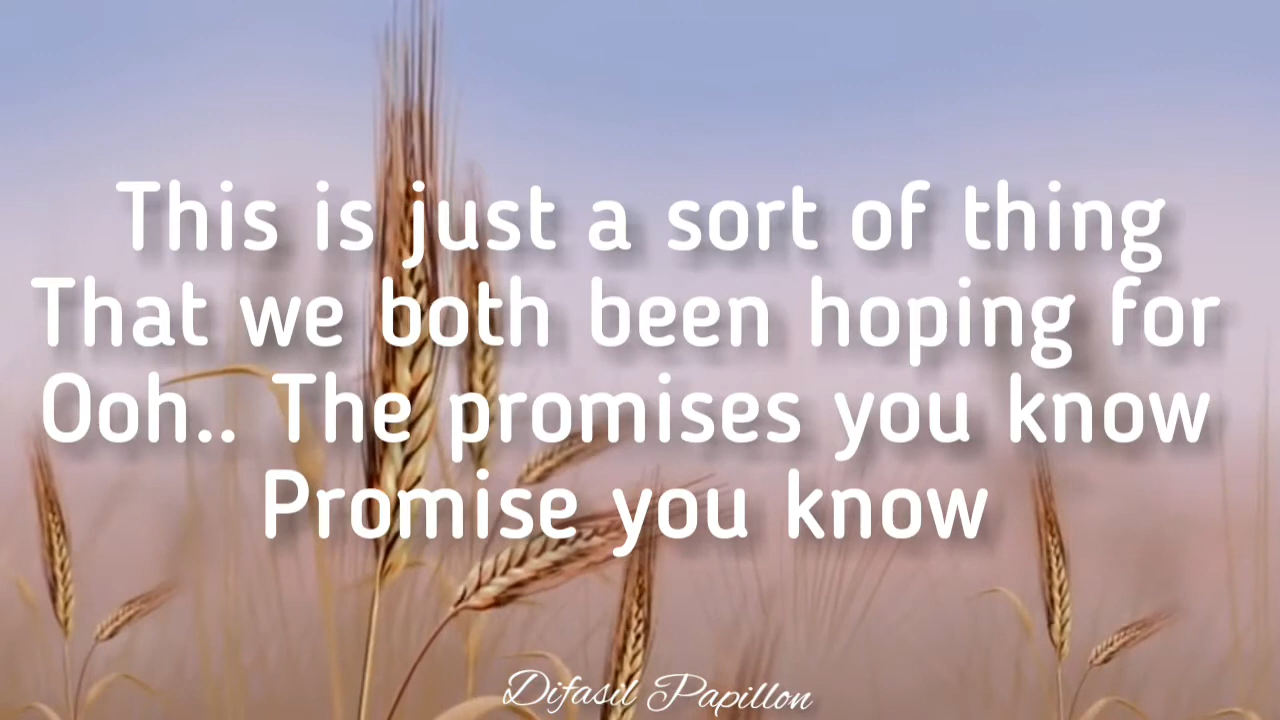 This is just a sort of thing
That we both been hoping for
Ooh.. The promises you know
Promise you know
Difasil Papillon